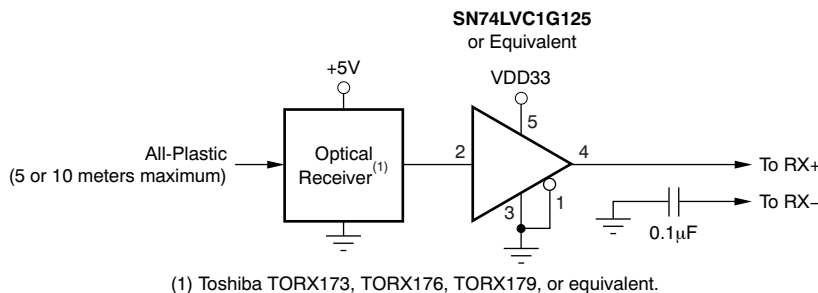 SN74LVC1G125
or Equivalent
+5V
VDD33
5
All-Plastic
(5 or 10 meters maximum)
Optical
Receiver(1)
2
4
To RX+
3
1
To RX–
0.1µF
(1) Toshiba TORX173, TORX176, TORX179, or equivalent.